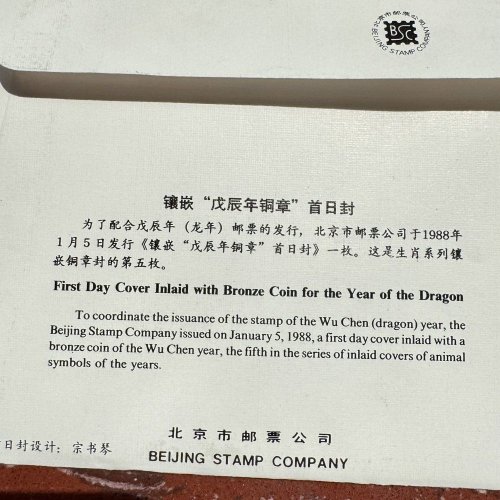 北京市邮票公司
BSC
BEIJING STAMP COMPANY
镶嵌“戊辰年铜章”首日封
为了配合戊辰年（龙年）邮票的发行，北京市邮票公司于1988年
1月5日发行《镶嵌“戊辰年铜章”首日封》一枚。这是生肖系列镶
嵌铜章封的第五枚。
First Day Cover Inlaid with Bronze Coin for the Year of the Dragon
To coordinate the issuance of the stamp of the Wu Chen (dragon) year, the
Beijing Stamp Company issued on January 5, 1988, a first day cover inlaid with a
bronze coin of the Wu Chen year, the fifth in the series of inlaid covers of animal
symbols of the years.
北京市邮票公司
日封设计：宗书琴
BEIJING STAMP COMPANY